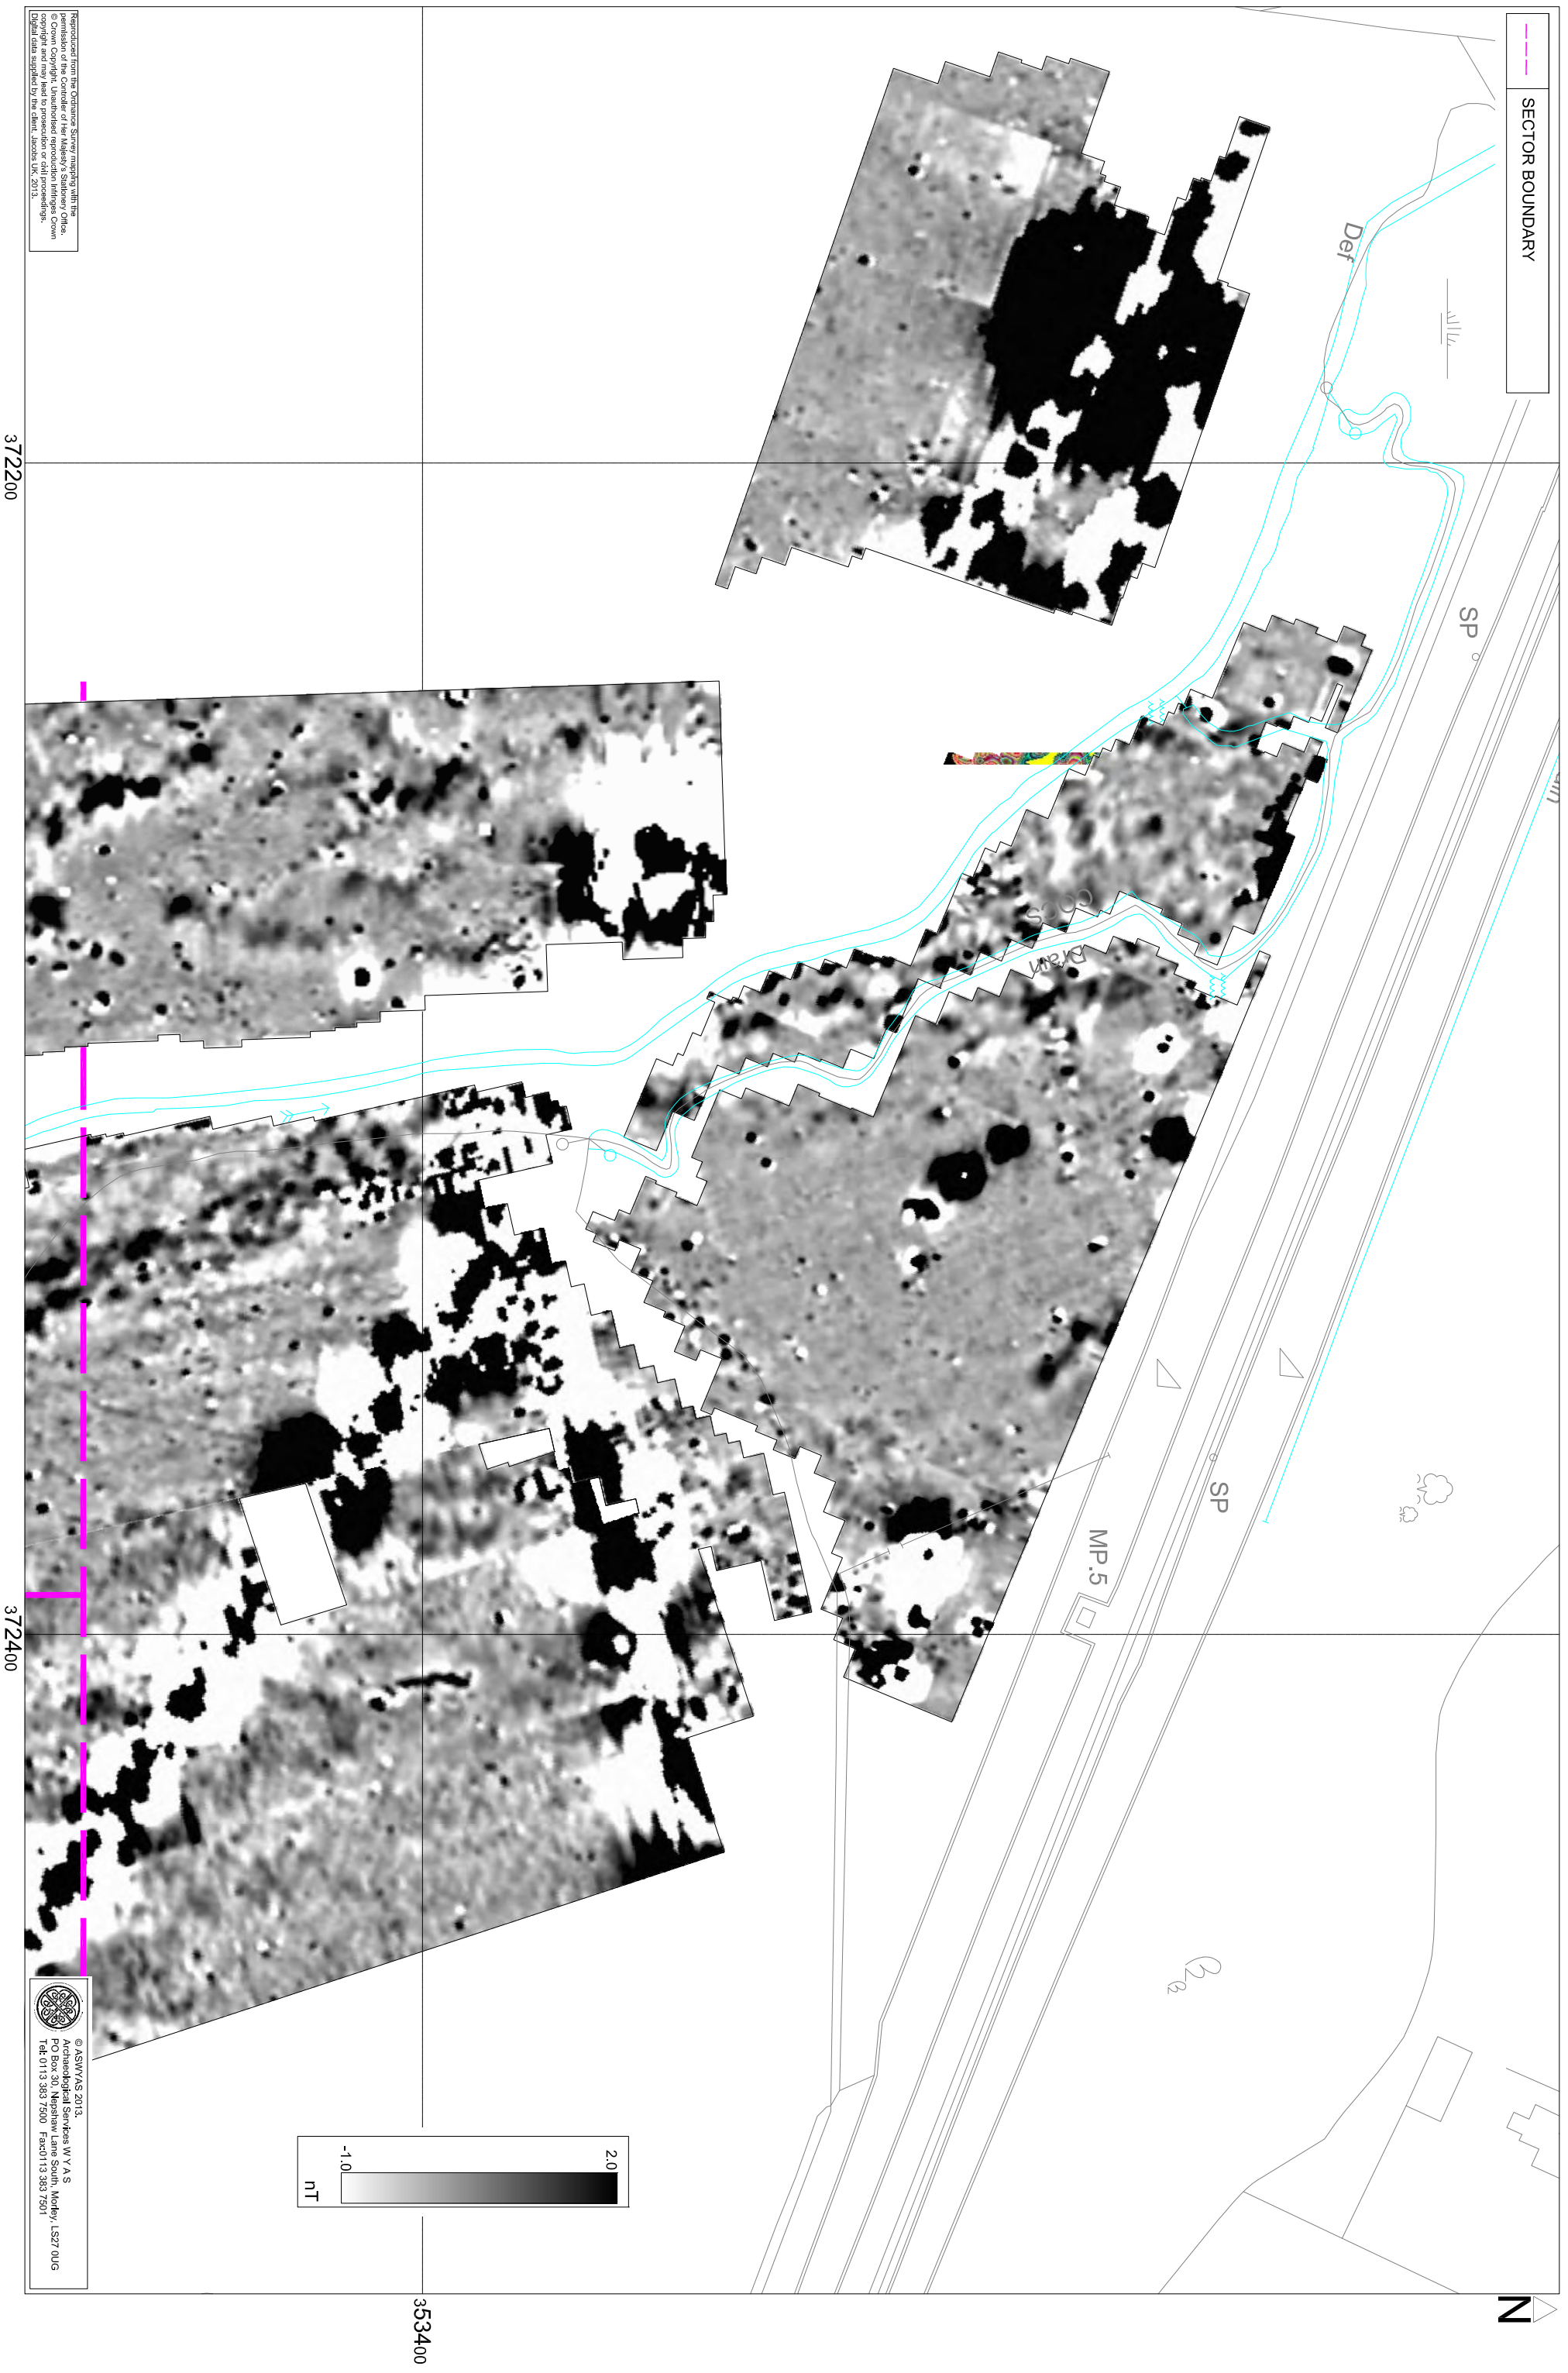 SECTOR BOUNDARY
Reproduced from the Ordnance Survey mapping with the
permission of the Controller of Her Majesty's Stationery Office.
© Crown Copyright. Unauthorised reproduction infringes Crown
copyright and may lead to prosecution or civil proceedings.
Digital data supplied by the client, Jacobs UK, 2013.
Def
SP
COCS
Drain
SP
MP.5
372200
372400
353400
N
2.0
-1.0
nT
© ASWYAS 2013.
Archaeological Services W Y A S
PO Box 30, Nepshaw Lane South, Morley, LS27 0UG
Tel: 0113 383 7500 Fax:0113 383 7501